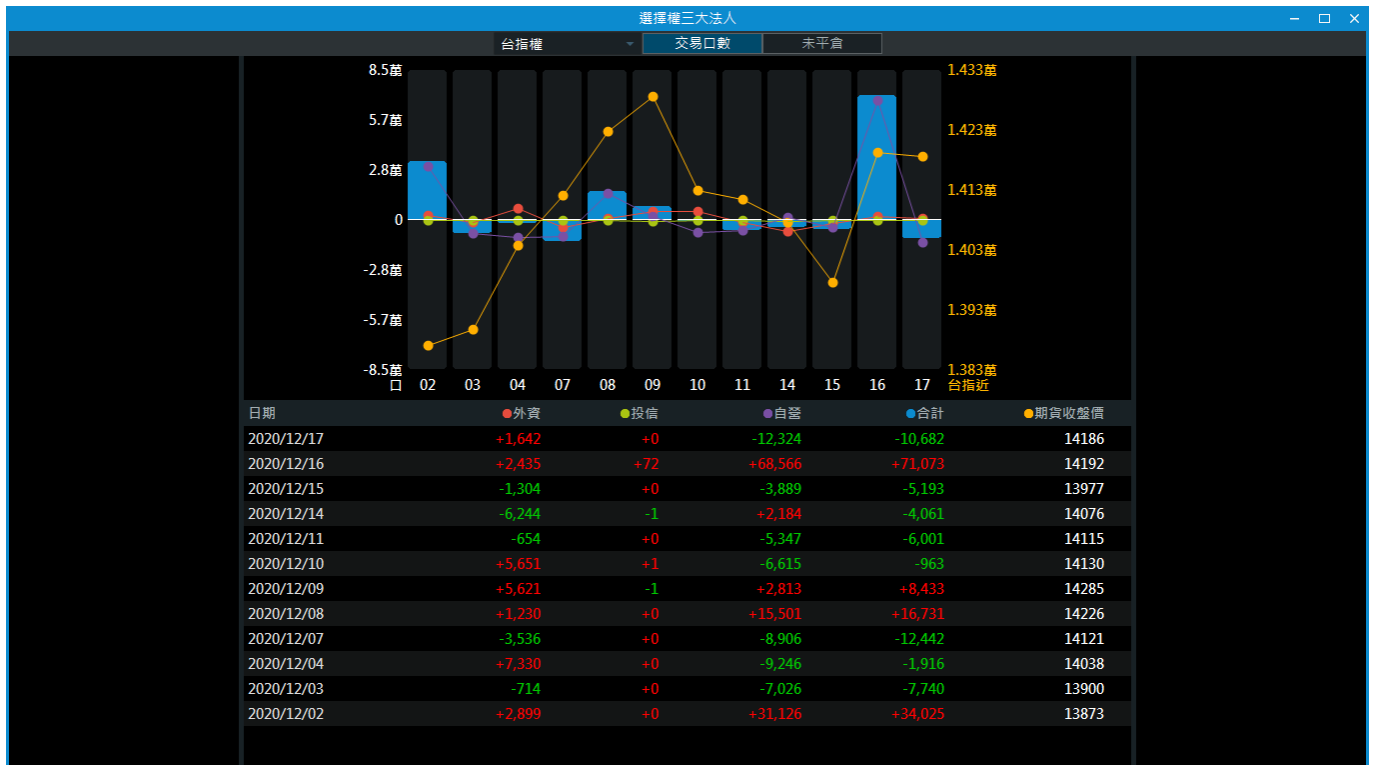 選擇權三大法人
台指權 交易口數 未平倉
8.5萬 1.433萬
5.7萬 1.423萬
2.8萬 1.413萬
0
-2.8萬 1.403萬
-5.7萬 1.393萬
-8.5萬 1.383萬
口 02 03 04 07 08 09 10 11 14 15 16 17 台指近
日期 外資 投信 自營 合計 期貨收盤價
2020/12/17 +1,642 +0 -12,324 -10,682 14186
2020/12/16 +2,435 +72 +68,566 +71,073 14192
2020/12/15 -1,304 +0 -3,889 -5,193 13977
2020/12/14 -6,244 -1 +2,184 -4,061 14076
2020/12/11 -654 +0 -5,347 -6,001 14115
2020/12/10 +5,651 +1 -6,615 -963 14130
2020/12/09 +5,621 -1 +2,813 +8,433 14285
2020/12/08 +1,230 +0 +15,501 +16,731 14226
2020/12/07 -3,536 +0 -8,906 -12,442 14121
2020/12/04 +7,330 +0 -9,246 -1,916 14038
2020/12/03 -714 +0 -7,026 -7,740 13900
2020/12/02 +2,899 +0 +31,126 +34,025 13873